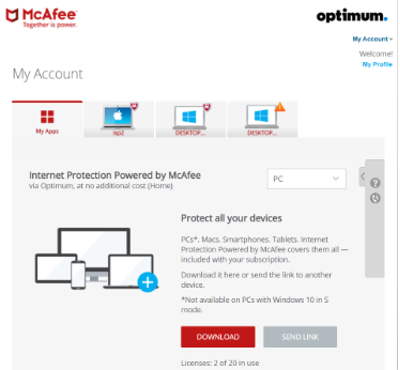 McAfee
Together is power.
optimum.
My Account
Welcome!
My Profile
My Account
My Apps
DESKTOP...
DESKTOP...
Internet Protection Powered by McAfee
via Optimum, at no additional cost (Home)
PC
Protect all your devices
PCs*, Macs. Smartphones. Tablets. Internet
Protection Powered by McAfee covers them all —
included with your subscription.
Download it here or send the link to another
device.
*Not available on PCs with Windows 10 in S
mode.
DOWNLOAD
SEND LINK
Licenses: 2 of 20 in use